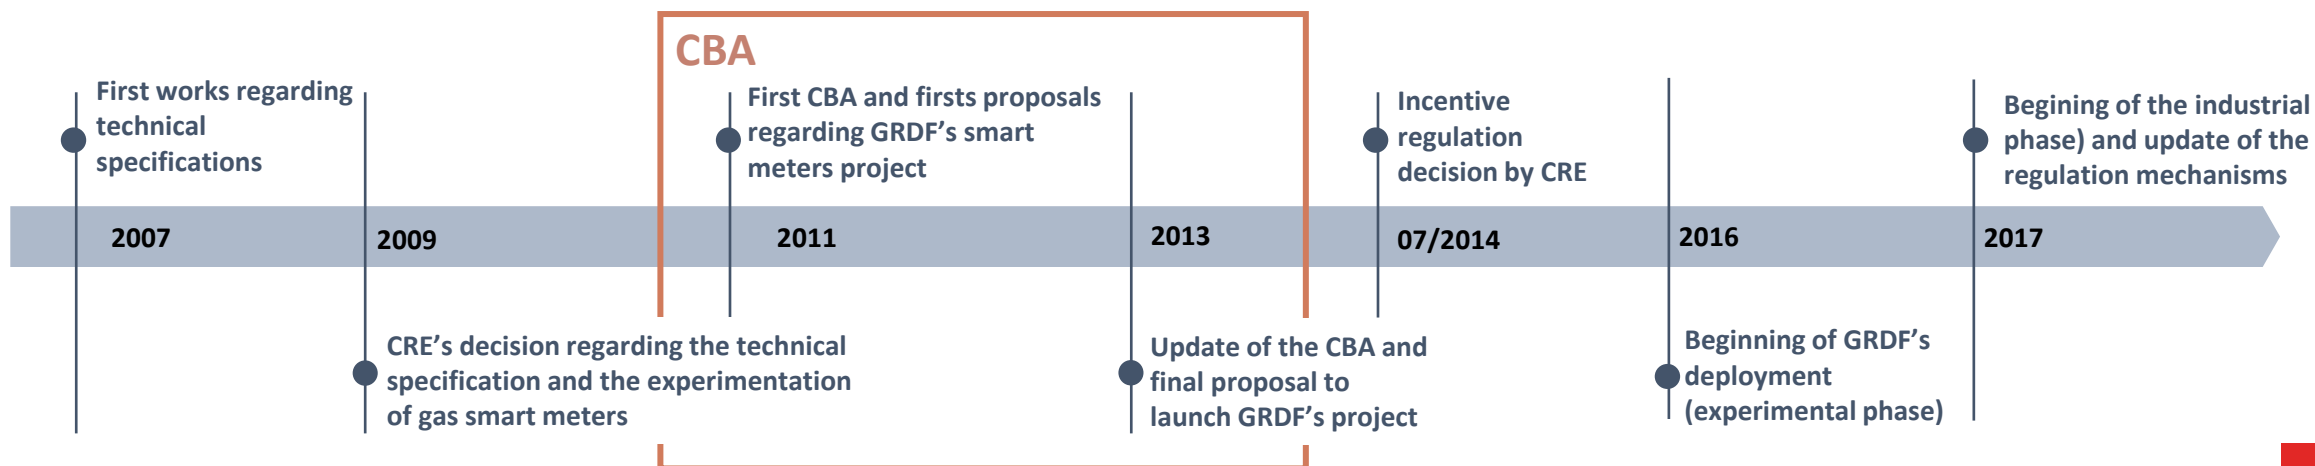 CBA
First works regarding
technical
specifications
First CBA and firsts proposals
regarding GRDF's smart
meters project
Incentive
regulation
decision by CRE
Begining of the industrial
phase) and update of the
regulation mechanisms
2007
2009
2011
2013
07/2014
2016
2017
CRE's decision regarding the technical
specification and the experimentation
of gas smart meters
Update of the CBA and
final proposal to
launch GRDF's project
Beginning of GRDF's
deployment
(experimental phase)